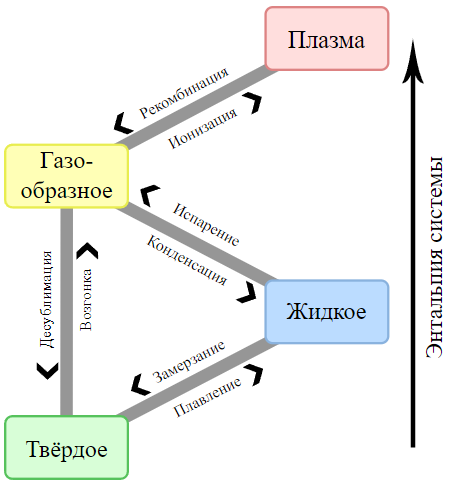 Плазма
Рекомбинация
Ионизация
Газо-
образное
Испарение
Конденсация
Десублимация
Возгонка
Жидкое
Замерзание
Плавление
Твёрдое
Энтальпия системы